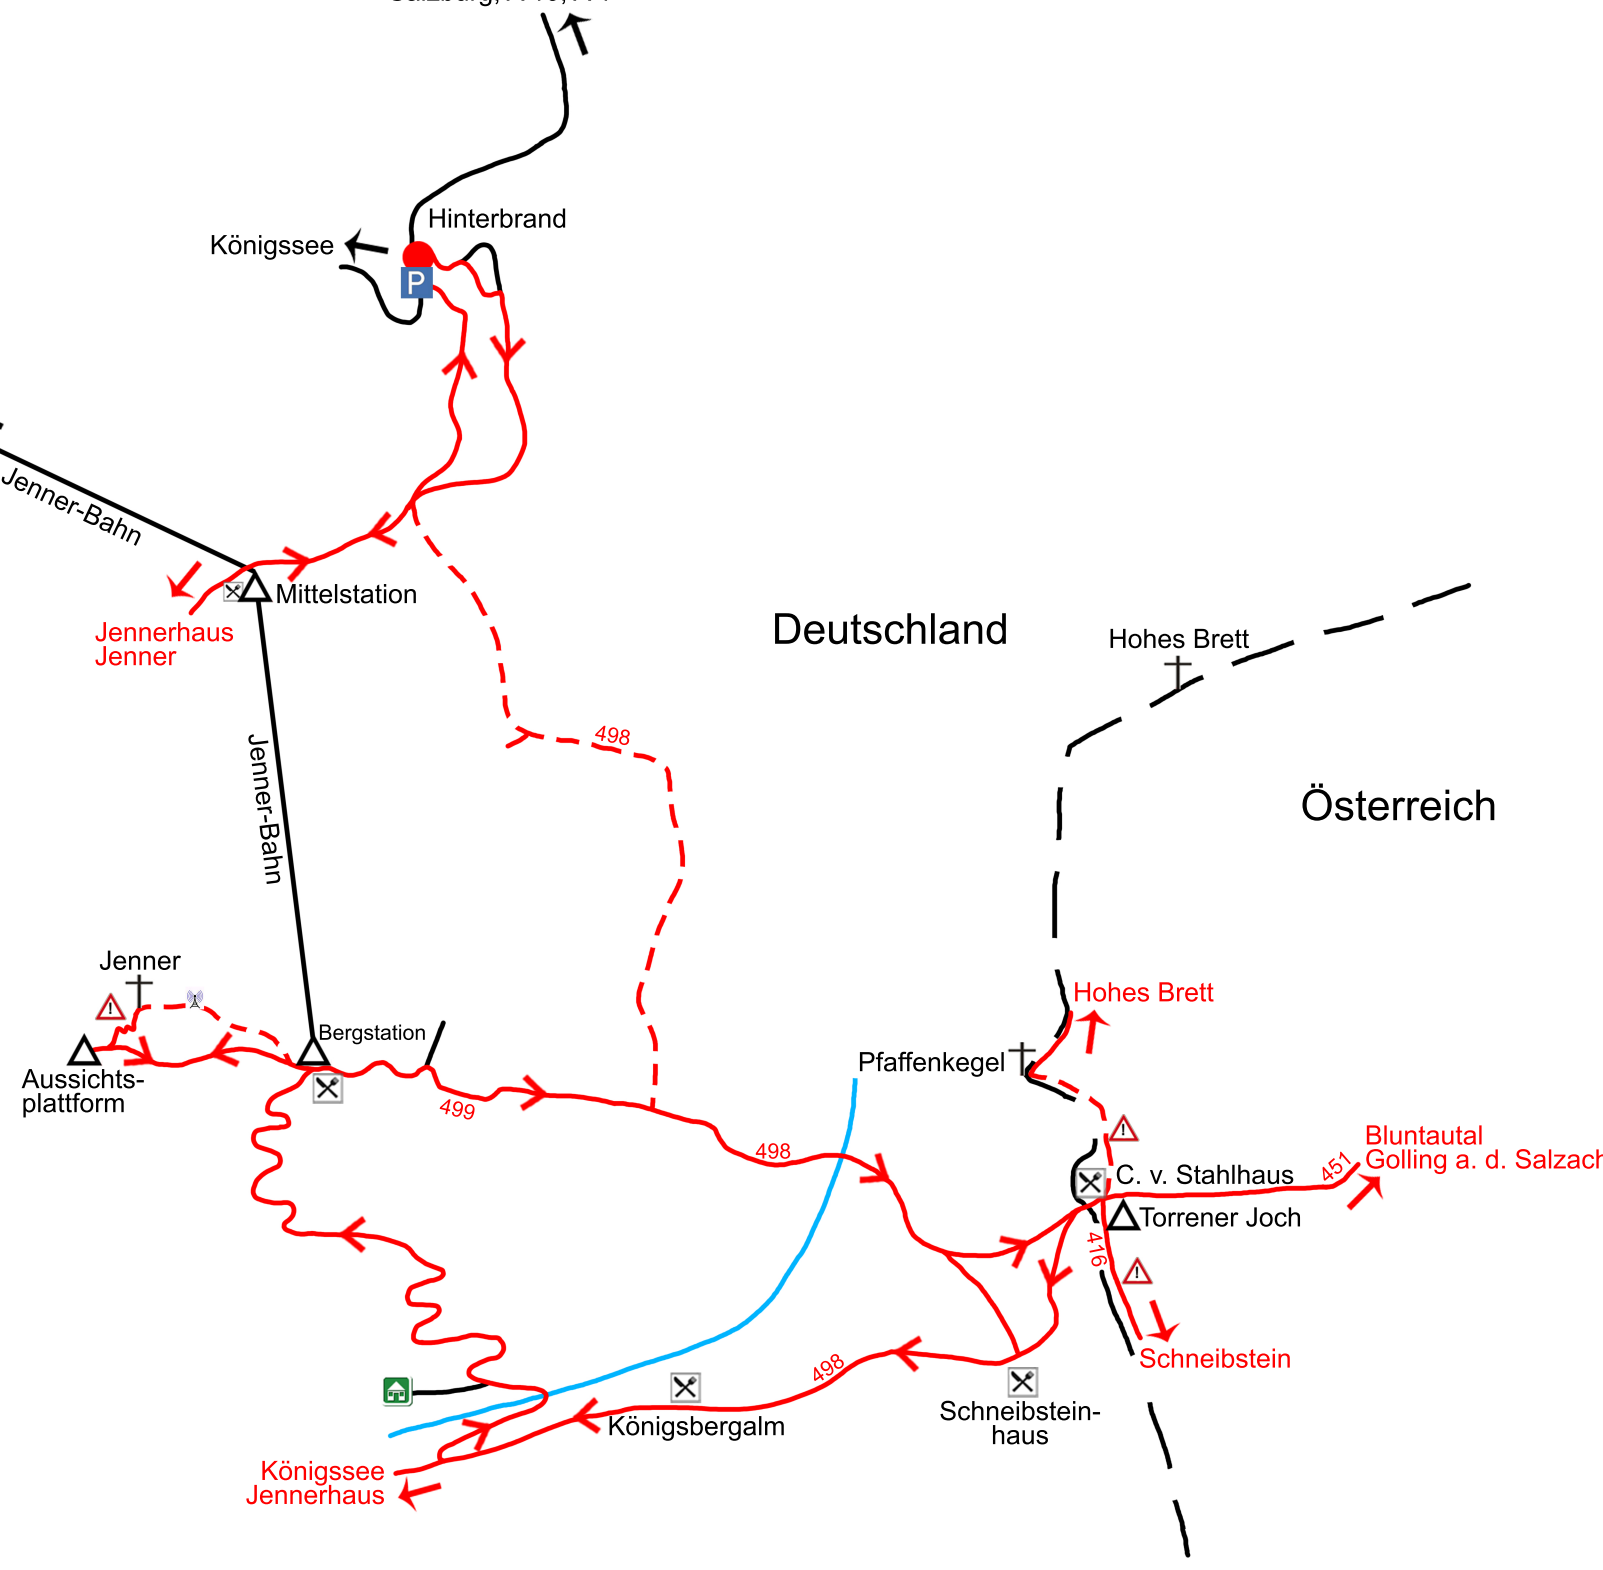 Hinterbrand
Königssee
P
Jenner-Bahn
Mittelstation
Jennerhaus
Jenner
Deutschland
Hohes Brett
498
Österreich
Jenner-Bahn
Jenner
!
Hohes Brett
Bergstation
Pfaffenkegel
Aussichts-
plattform
499
!
498
Bluntautal
451
Golling a. d. Salzach
C. v. Stahlhaus
Torrener Joch
416
!
Schneibstein
498
Königsbergalm
Schneibstein-
haus
Königssee
Jennerhaus